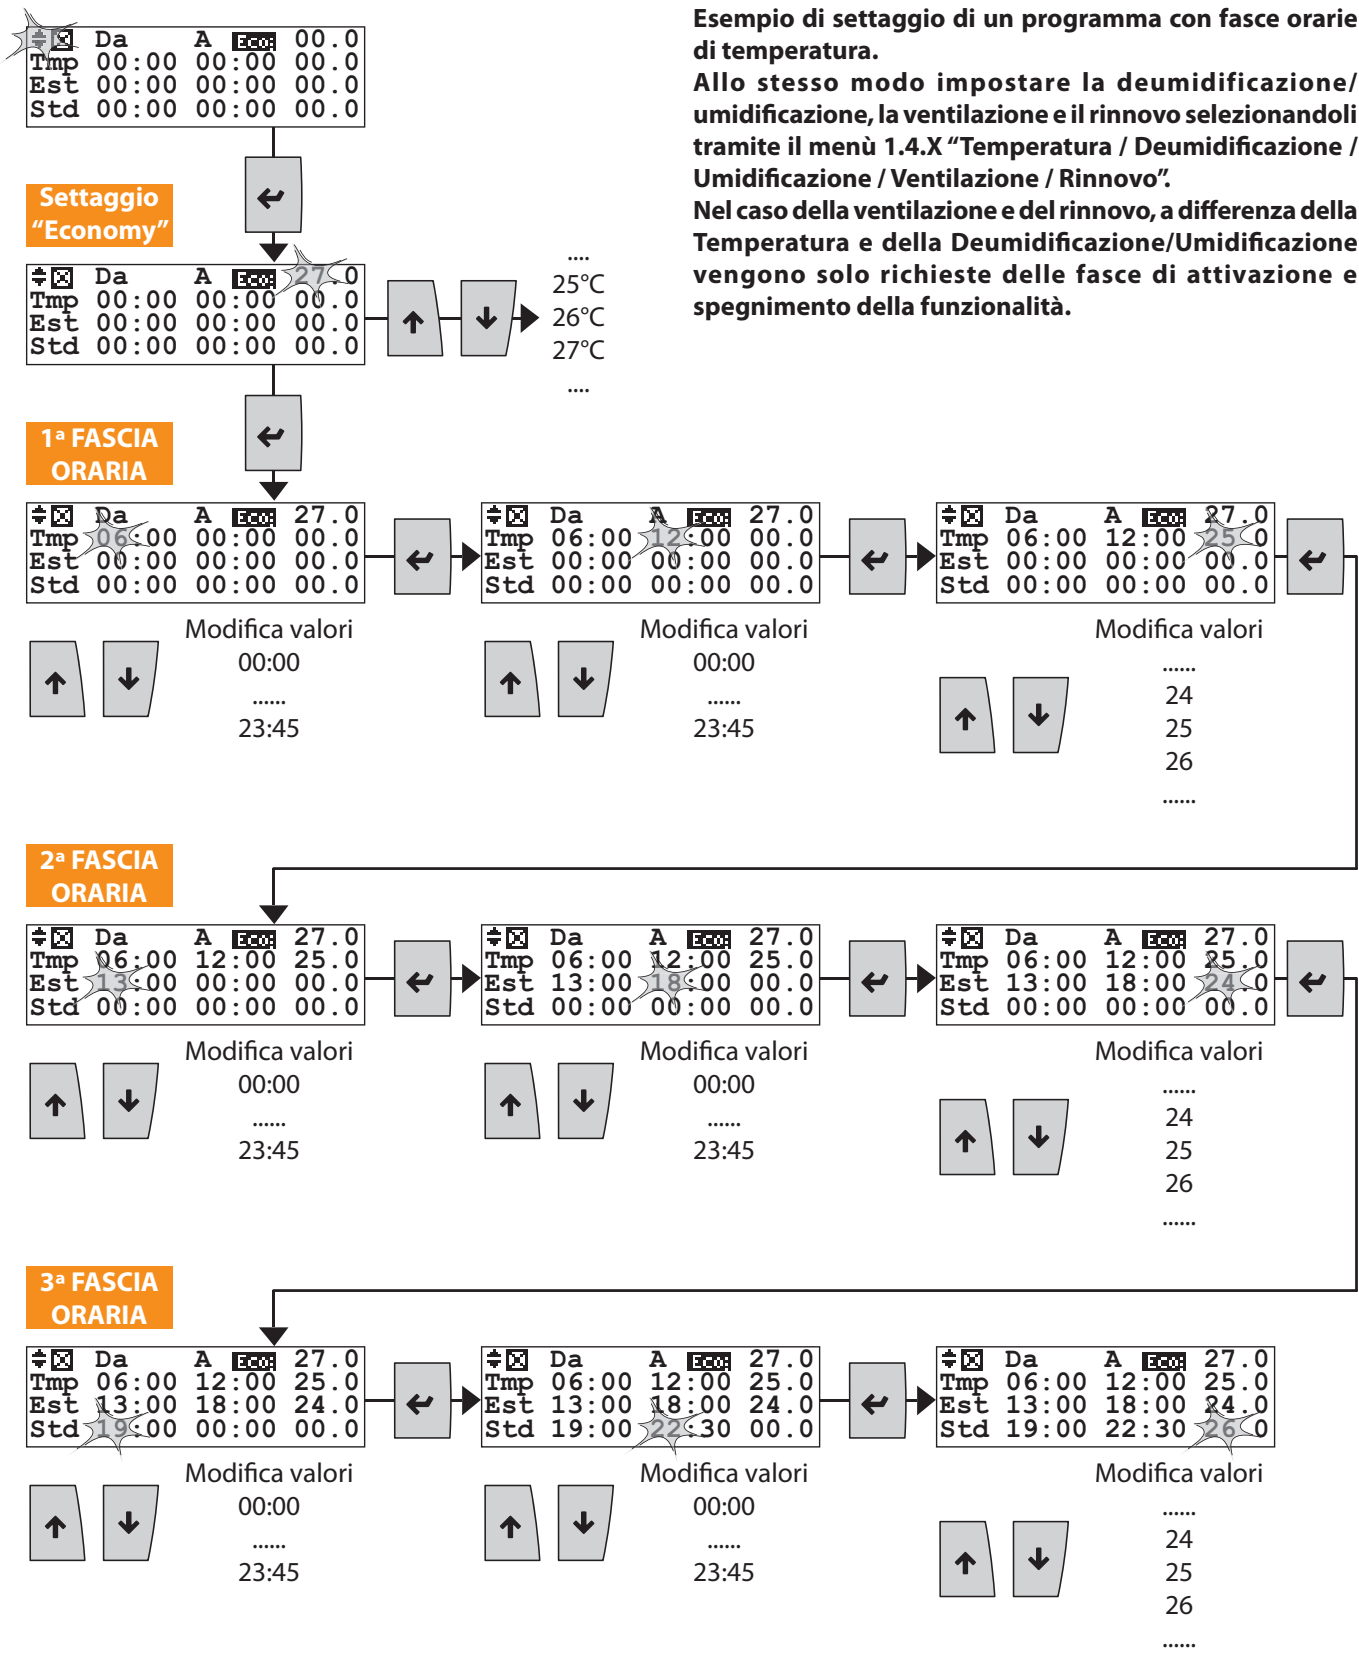 Esempio di settaggio di un programma con fasce orarie
di temperatura.
Allo stesso modo impostare la deumidificazione/
umidificazione, la ventilazione e il rinnovo selezionandoli
tramite il menù 1.4.X “Temperatura / Deumidificazione /
Umidificazione / Ventilazione / Rinnovo”.
Nel caso della ventilazione e del rinnovo, a differenza della
Temperatura e della Deumidificazione/Umidificazione
vengono solo richieste delle fasce di attivazione e
spegnimento della funzionalità.
Da A Eco: 00.0
Tmp 00:00 00:00 00.0
Est 00:00 00:00 00.0
Std 00:00 00:00 00.0
Settaggio
“Economy”
Da A Eco: 27.0
Tmp 00:00 00:00 00.0
Est 00:00 00:00 00.0
Std 00:00 00:00 00.0
....
25°C
26°C
27°C
....
1ª FASCIA
ORARIA
Da A Eco: 27.0
Tmp 06:00 00:00 00.0
Est 00:00 00:00 00.0
Std 00:00 00:00 00.0
Modifica valori
00:00
......
23:45
Da A Eco: 27.0
Tmp 06:00 12:00 00.0
Est 00:00 00:00 00.0
Std 00:00 00:00 00.0
Modifica valori
00:00
......
23:45
Da A Eco: 27.0
Tmp 06:00 12:00 25.0
Est 00:00 00:00 00.0
Std 00:00 00:00 00.0
Modifica valori
......
24
25
26
......
2ª FASCIA
ORARIA
Da A Eco: 27.0
Tmp 06:00 12:00 25.0
Est 13:00 00:00 00.0
Std 00:00 00:00 00.0
Modifica valori
00:00
......
23:45
Da A Eco: 27.0
Tmp 06:00 12:00 25.0
Est 13:00 18:00 00.0
Std 00:00 00:00 00.0
Modifica valori
00:00
......
23:45
Da A Eco: 27.0
Tmp 06:00 12:00 25.0
Est 13:00 18:00 24.0
Std 00:00 00:00 00.0
Modifica valori
......
24
25
26
......
3ª FASCIA
ORARIA
Da A Eco: 27.0
Tmp 06:00 12:00 25.0
Est 13:00 18:00 24.0
Std 19:00 00:00 00.0
Modifica valori
00:00
......
23:45
Da A Eco: 27.0
Tmp 06:00 12:00 25.0
Est 13:00 18:00 24.0
Std 19:00 22:30 00.0
Modifica valori
00:00
......
23:45
Da A Eco: 27.0
Tmp 06:00 12:00 25.0
Est 13:00 18:00 24.0
Std 19:00 22:30 26.0
Modifica valori
......
24
25
26
......